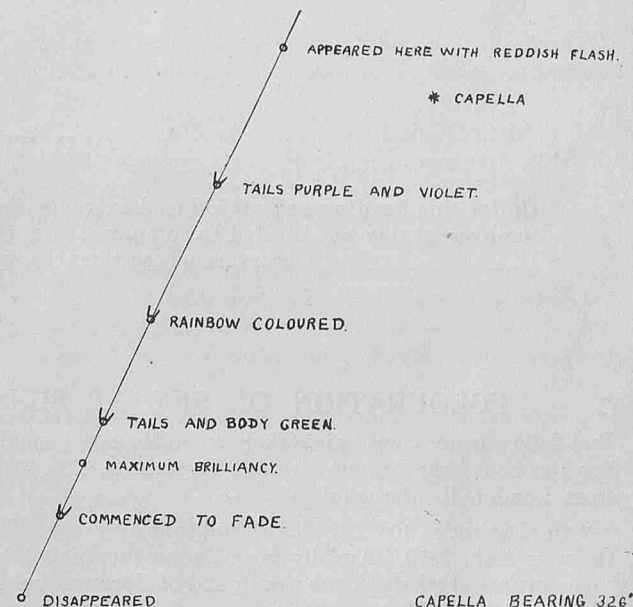 APPEARED HERE WITH REDDISH FLASH.
* CAPELLA
TAILS PURPLE AND VIOLET.
RAINBOW COLOURED.
TAILS AND BODY GREEN.
MAXIMUM BRILLIANCY.
COMMENCED TO FADE.
DISAPPEARED
CAPELLA BEARING 326°